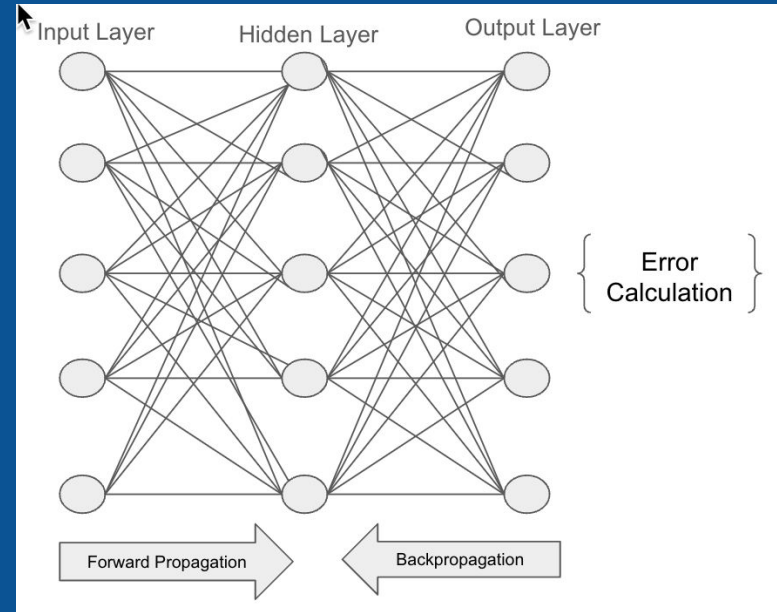 Input Layer
Hidden Layer
Output Layer
Error
Calculation
Forward Propagation
Backpropagation